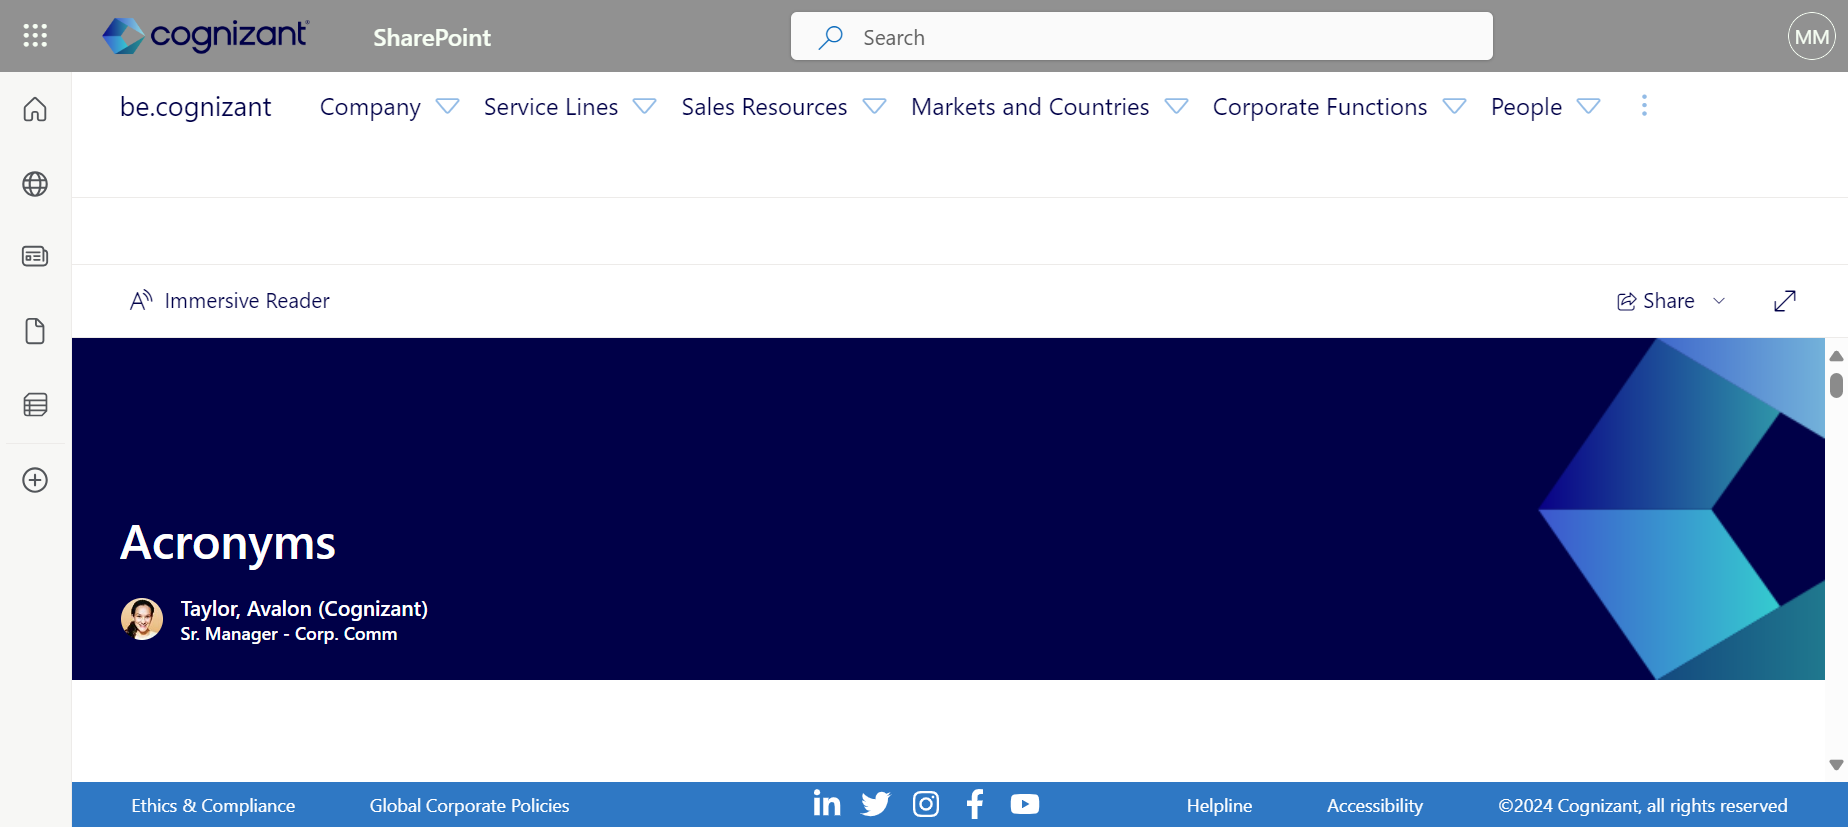 cognizant
SharePoint
Search
MM
be.cognizant
Company
Service Lines
Sales Resources
Markets and Countries
Corporate Functions
People
Immersive Reader
Share
Acronyms
Taylor, Avalon (Cognizant)
Sr. Manager - Corp. Comm
Ethics & Compliance
Global Corporate Policies
Helpline
Accessibility
©2024 Cognizant, all rights reserved